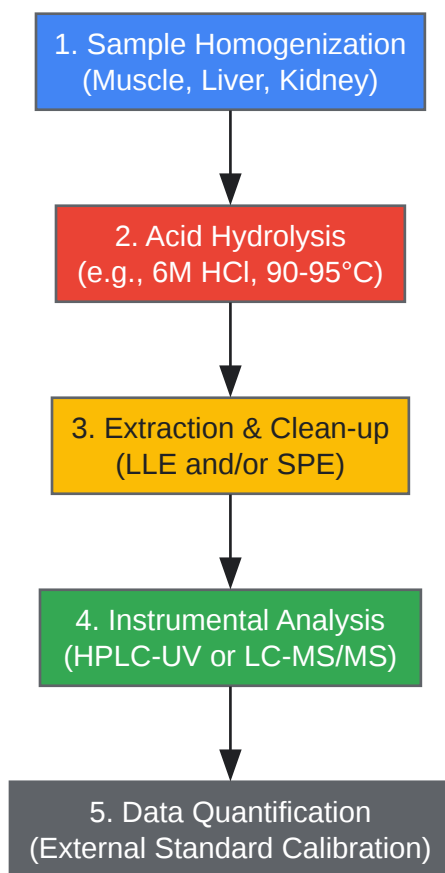 1. Sample Homogenization
(Muscle, Liver, Kidney)
2. Acid Hydrolysis
(e.g., 6M HCl, 90-95°C)
3. Extraction & Clean-up
(LLE and/or SPE)
4. Instrumental Analysis
(HPLC-UV or LC-MS/MS)
5. Data Quantification
(External Standard Calibration)